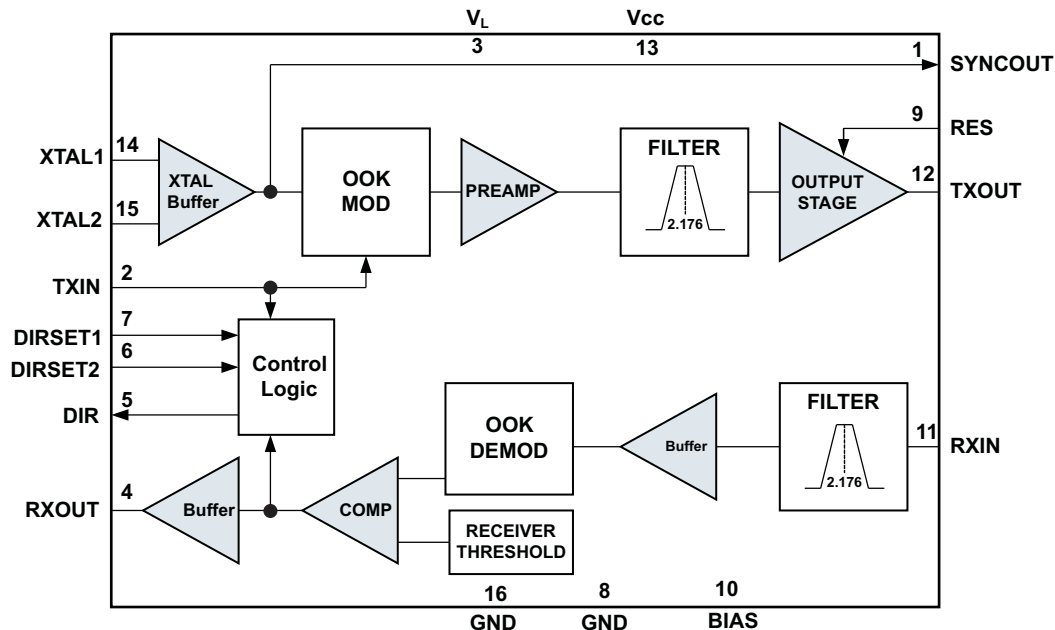 VL
Vcc
3
13
1
SYNCOUT
9
RES
XTAL1
14
XTAL
Buffer
XTAL2
15
OOK
MOD
PREAMP
FILTER
2.176
OUTPUT
STAGE
12
TXOUT
TXIN
2
DIRSET1
7
DIRSET2
6
DIR
5
Control
Logic
OOK
DEMOD
Buffer
FILTER
2.176
11
RXIN
RXOUT
4
Buffer
COMP
RECEIVER
THRESHOLD
16
8
10
GND
GND
BIAS